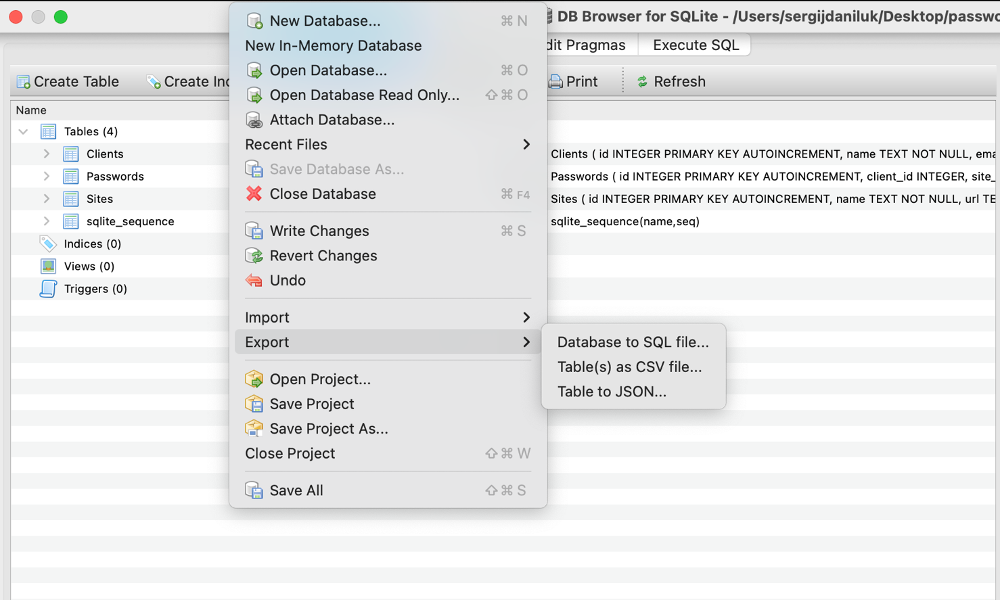 DB Browser for SQLite - /Users/sergijdaniluk/Desktop/passwo
dit Pragmas
Execute SQL
Create Table
Create Inc
Print
Refresh
Name
Tables (4)
Clients
Clients ( id INTEGER PRIMARY KEY AUTOINCREMENT, name TEXT NOT NULL, ema
Passwords
Passwords ( id INTEGER PRIMARY KEY AUTOINCREMENT, client_id INTEGER, site_
Sites
Sites ( id INTEGER PRIMARY KEY AUTOINCREMENT, name TEXT NOT NULL, url TE
sqlite_sequence
sqlite_sequence(name,seq)
Indices (0)
Views (0)
Triggers (0)
New Database... ⌘ N
New In-Memory Database
Open Database... ⌘ O
Open Database Read Only... ⇧ ⌘ O
Attach Database...
Recent Files
Save Database As...
Close Database ⌘ F4
Write Changes ⌘ S
Revert Changes
Undo
Import
Export
Database to SQL file...
Table(s) as CSV file...
Table to JSON...
Open Project...
Save Project
Save Project As...
Close Project ⇧ ⌘ W
Save All ⇧ ⌘ S